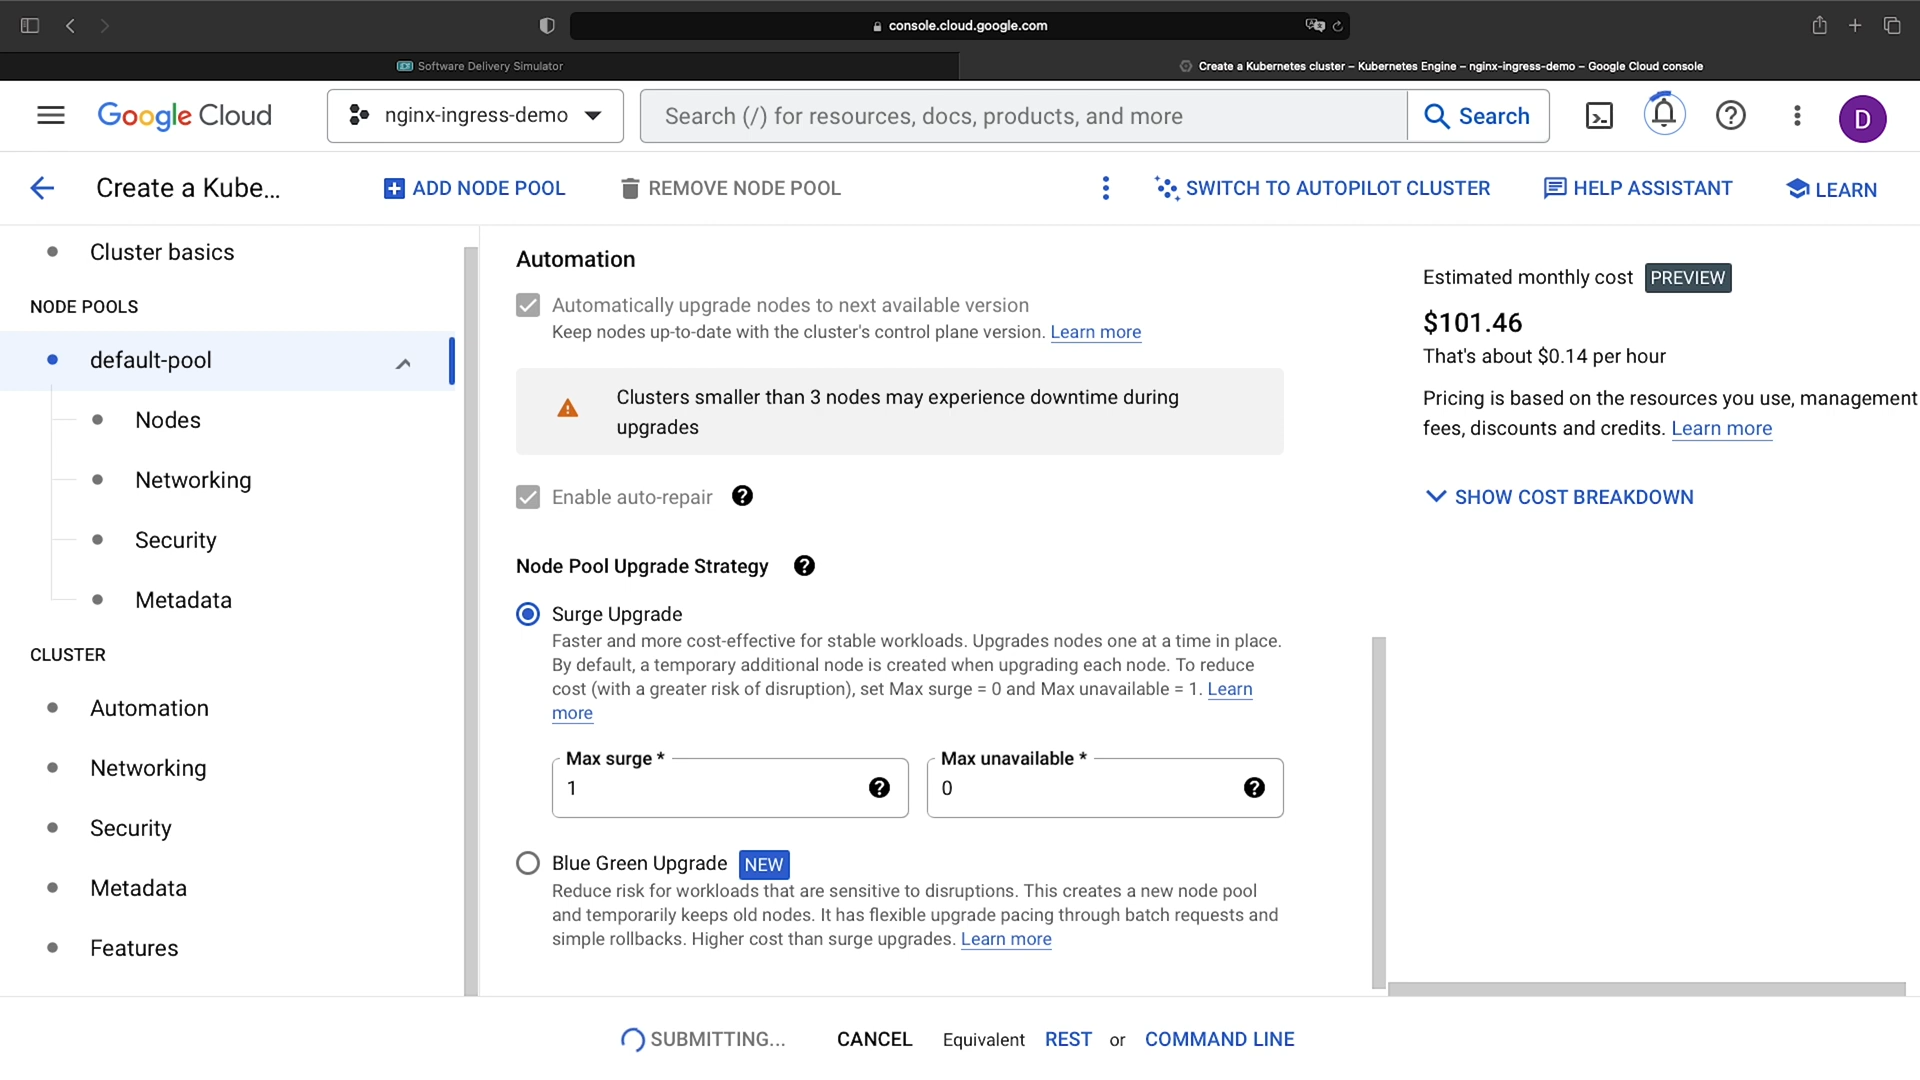 console.cloud.google.com
Software Delivery Simulator
Create a Kubernetes cluster – Kubernetes Engine – nginx-ingress-demo – Google Cloud console
Google Cloud
nginx-ingress-demo
Search (/) for resources, docs, products, and more
Search
D
Create a Kube...
ADD NODE POOL
REMOVE NODE POOL
SWITCH TO AUTOPILOT CLUSTER
HELP ASSISTANT
LEARN
Cluster basics
NODE POOLS
default-pool
Nodes
Networking
Security
Metadata
CLUSTER
Automation
Networking
Security
Metadata
Features
Automation
Automatically upgrade nodes to next available version
Keep nodes up-to-date with the cluster's control plane version. Learn more
Clusters smaller than 3 nodes may experience downtime during
upgrades
Enable auto-repair
Node Pool Upgrade Strategy
Surge Upgrade
Faster and more cost-effective for stable workloads. Upgrades nodes one at a time in place.
By default, a temporary additional node is created when upgrading each node. To reduce
cost (with a greater risk of disruption), set Max surge = 0 and Max unavailable = 1. Learn
more
Max surge *
1
Max unavailable *
0
Blue Green Upgrade NEW
Reduce risk for workloads that are sensitive to disruptions. This creates a new node pool
and temporarily keeps old nodes. It has flexible upgrade pacing through batch requests and
simple rollbacks. Higher cost than surge upgrades. Learn more
Estimated monthly cost PREVIEW
$101.46
That's about $0.14 per hour
Pricing is based on the resources you use, management
fees, discounts and credits. Learn more
SHOW COST BREAKDOWN
SUBMITTING...
CANCEL
Equivalent REST or COMMAND LINE